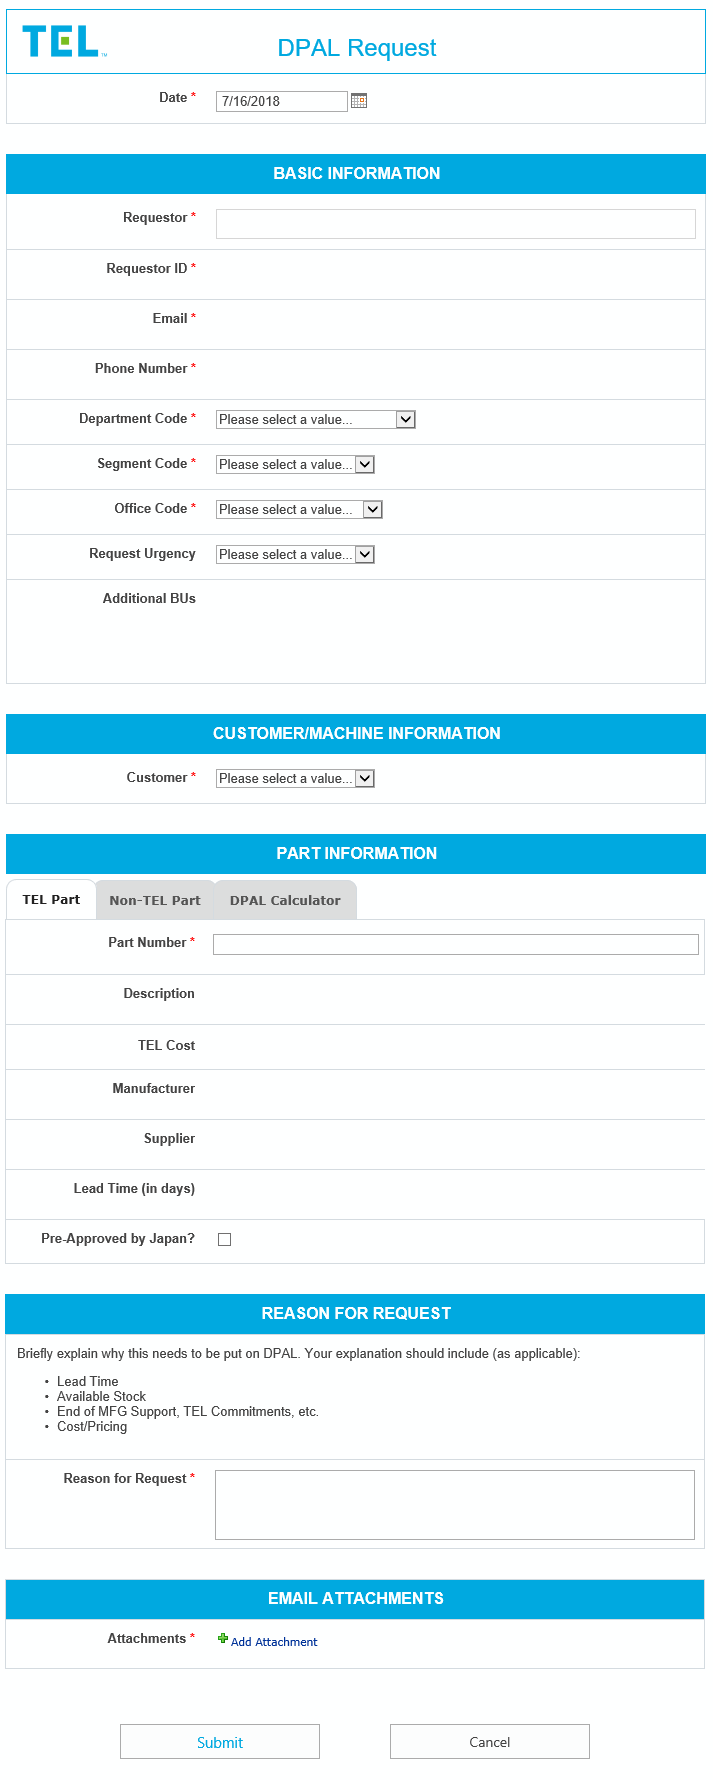 TEL™
DPAL Request
Date *
7/16/2018
BASIC INFORMATION
Requestor *
Requestor ID *
Email *
Phone Number *
Department Code * Please select a value...
Segment Code * Please select a value...
Office Code * Please select a value...
Request Urgency Please select a value...
Additional BUs
CUSTOMER/MACHINE INFORMATION
Customer * Please select a value...
PART INFORMATION
TEL Part Non-TEL Part DPAL Calculator
Part Number *
Description
TEL Cost
Manufacturer
Supplier
Lead Time (in days)
Pre-Approved by Japan?
REASON FOR REQUEST
Briefly explain why this needs to be put on DPAL. Your explanation should include (as applicable):
• Lead Time
• Available Stock
• End of MFG Support, TEL Commitments, etc.
• Cost/Pricing
Reason for Request *
EMAIL ATTACHMENTS
Attachments * Add Attachment
Submit Cancel